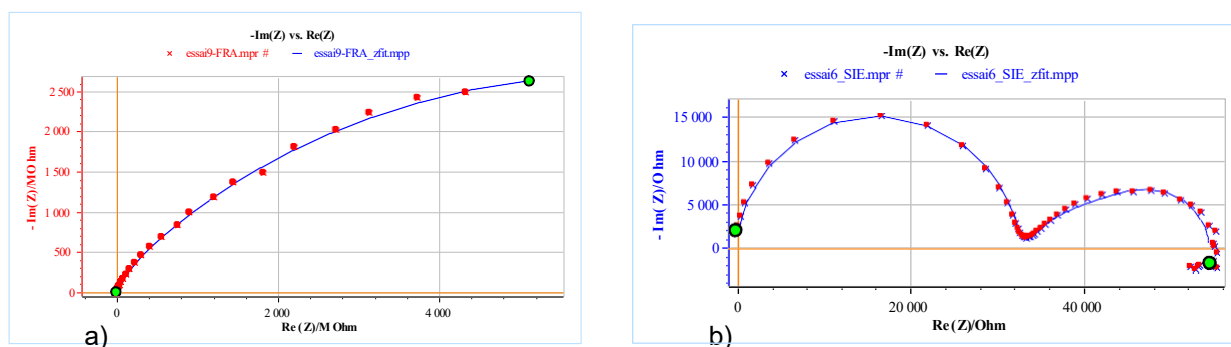 -Im(Z) vs. Re(Z)
essai9-FRA.mpr # essai9-FRA_zfit.mpp
2 500
2 000
1 500
1 000
500
0
-Im(Z)/MOhm
0 2 000 4 000
Re(Z)/MOhm
a)
-Im(Z) vs. Re(Z)
essai6_SIE.mpr # essai6_SIE_zfit.mpp
15 000
10 000
5 000
0
-Im(Z)/Ohm
0 20 000 40 000
Re(Z)/Ohm
b)